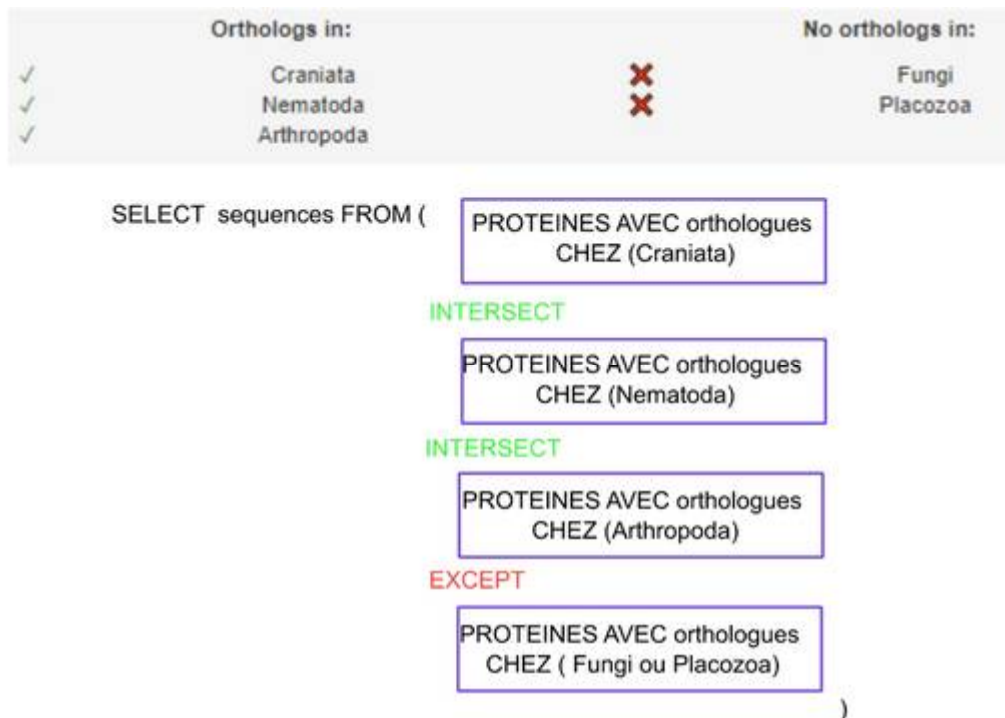 Orthologs in: No orthologs in:
✓ Craniata ✖ Fungi
✓ Nematoda ✖ Placozoa
✓ Arthropoda
SELECT sequences FROM (
PROTEINES AVEC orthologues
CHEZ (Craniata)
INTERSECT
PROTEINES AVEC orthologues
CHEZ (Nematoda)
INTERSECT
PROTEINES AVEC orthologues
CHEZ (Arthropoda)
EXCEPT
PROTEINES AVEC orthologues
CHEZ ( Fungi ou Placozoa)
)